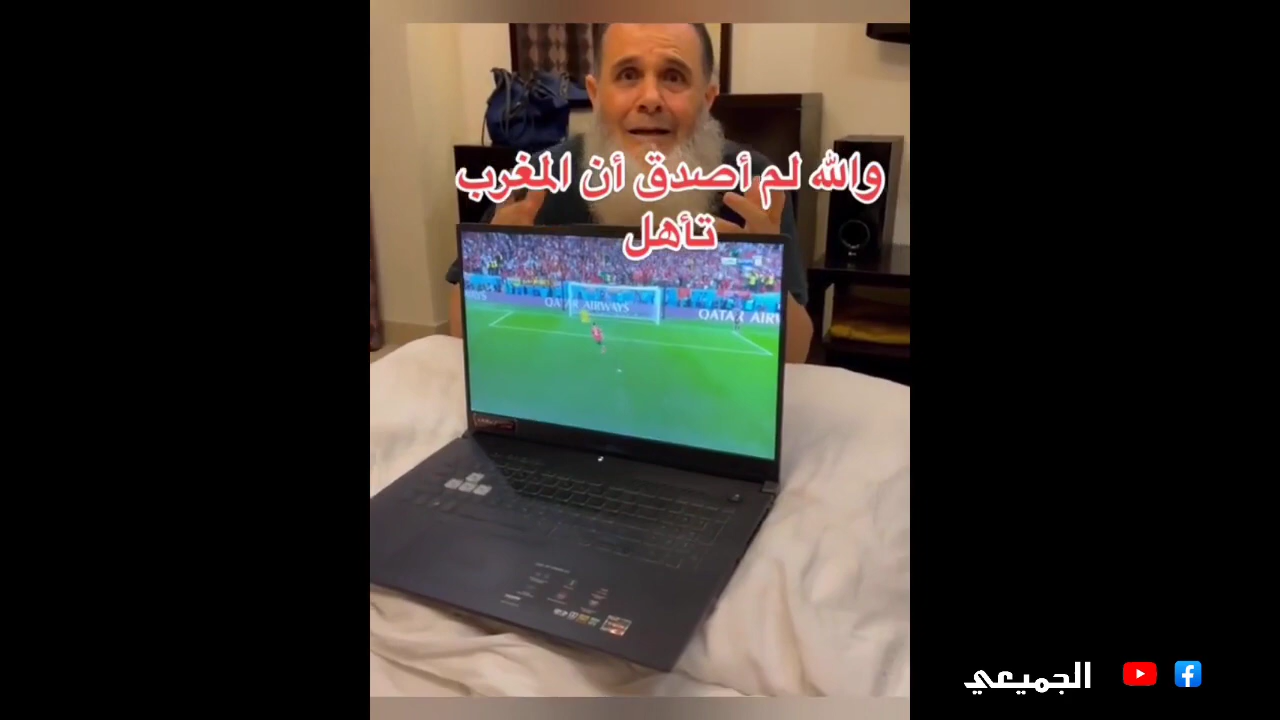 والله لم أصدق أن المغرب
تأهل
QATAR AIRWAYS
QATAR AIRW
الجميعي